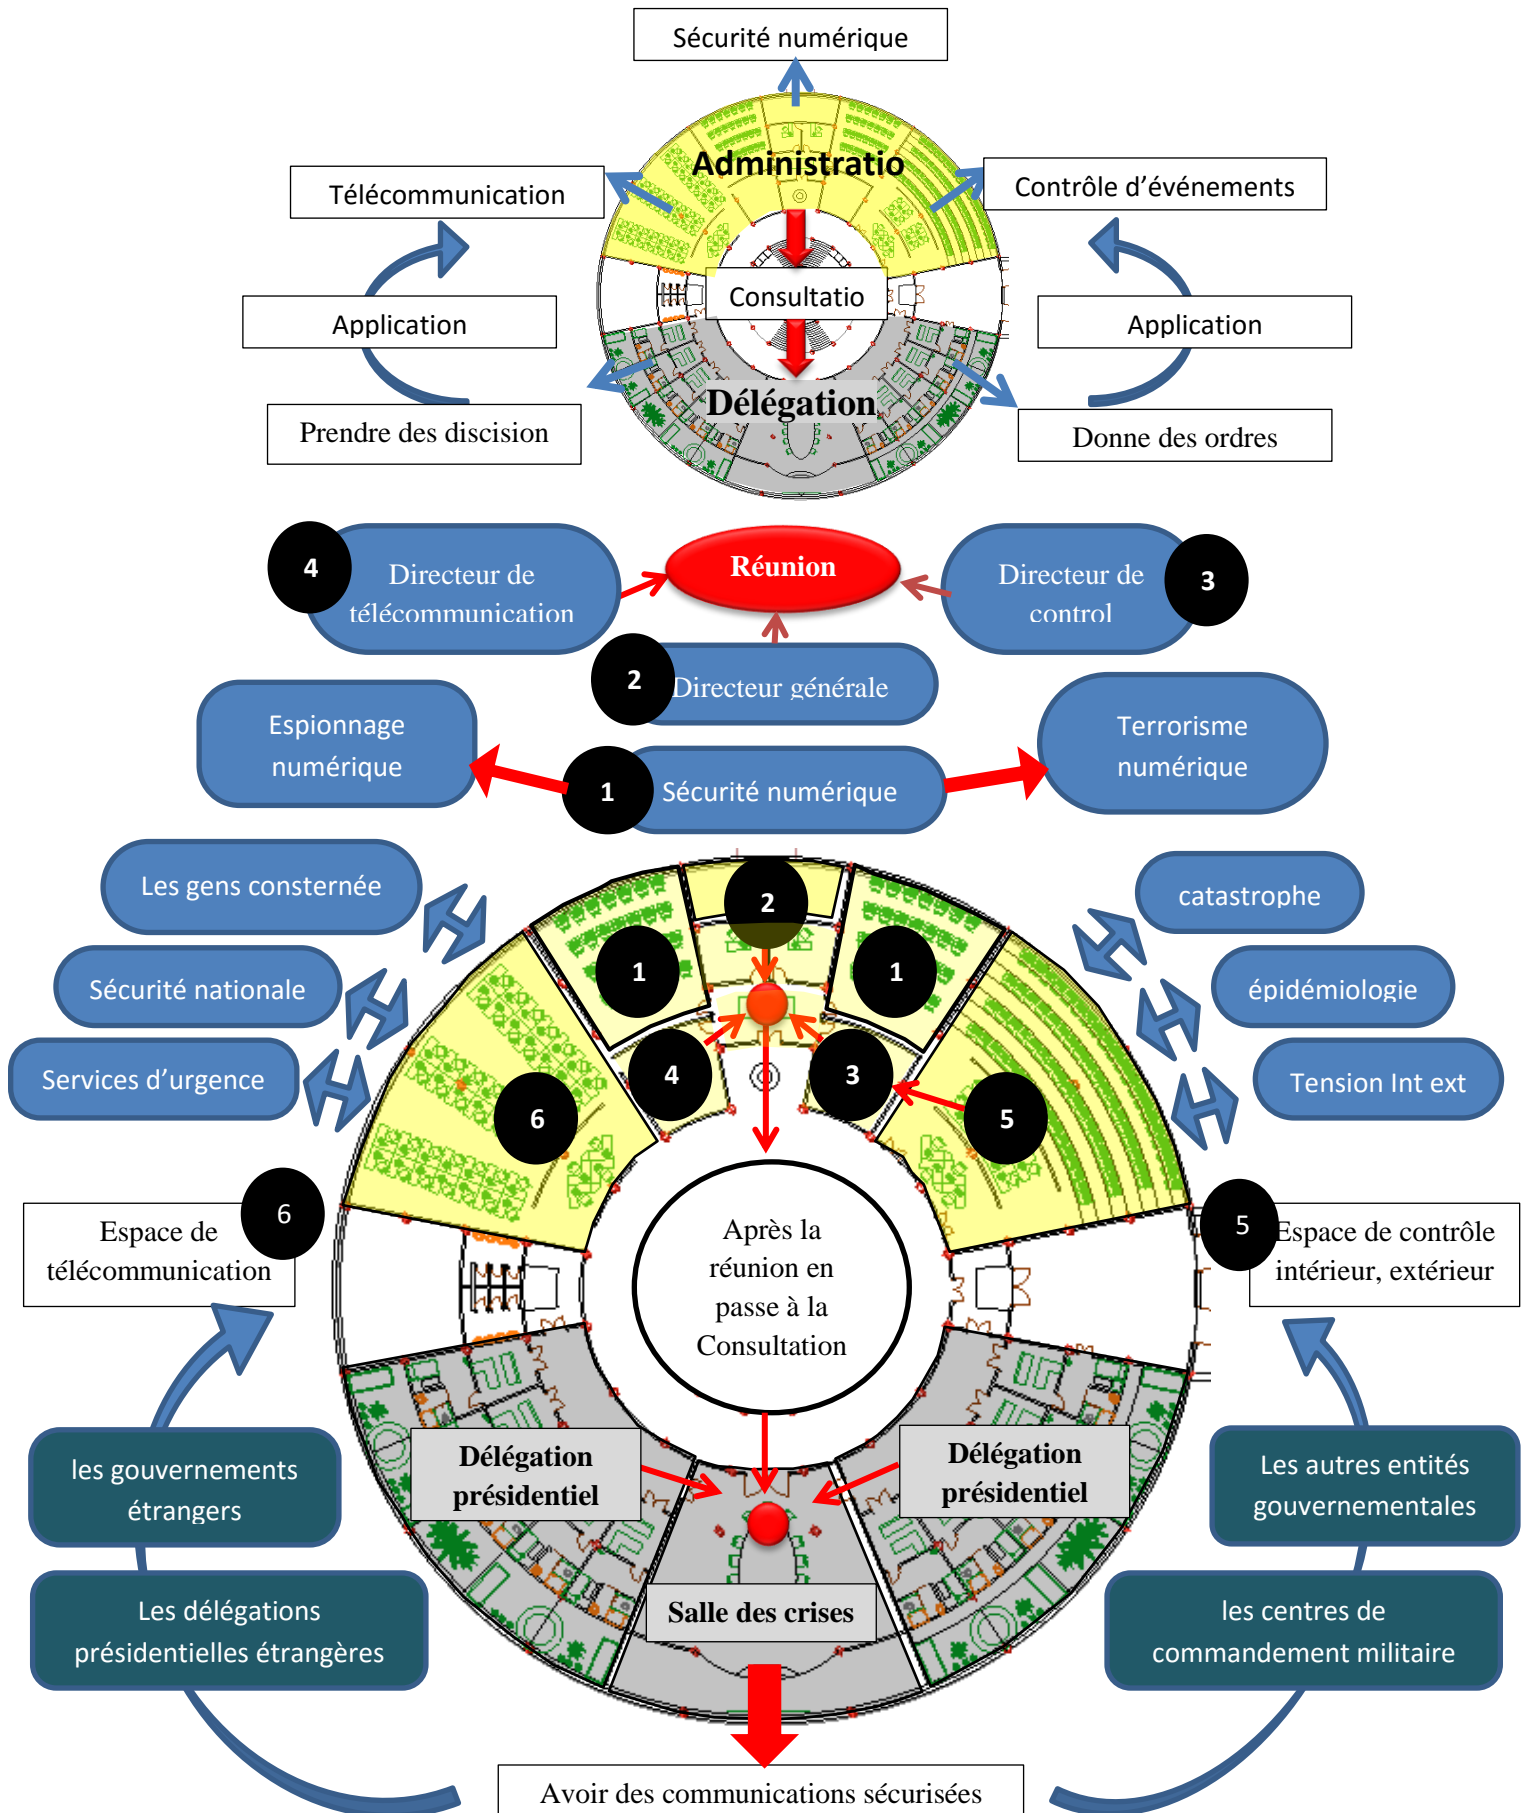 Sécurité numérique
Administratio
Télécommunication
Contrôle d’événements
Consultatio
Application
Application
Délégation
Prendre des discision
Donne des ordres
4
Directeur de
télécommunication
Réunion
Directeur de
control
3
2
Directeur générale
Espionnage
numérique
Terrorisme
numérique
1
Sécurité numérique
Les gens consternée
catastrophe
2
1
1
Sécurité nationale
épidémiologie
Services d’urgence
Tension Int ext
4
3
6
5
6
Espace de
télécommunication
5
Espace de contrôle
intérieur, extérieur
Après la
réunion en
passe à la
Consultation
Délégation
présidentiel
Délégation
présidentiel
les gouvernements
étrangers
Les autres entités
gouvernementales
Salle des crises
Les délégations
présidentielles étrangères
les centres de
commandement militaire
Avoir des communications sécurisées